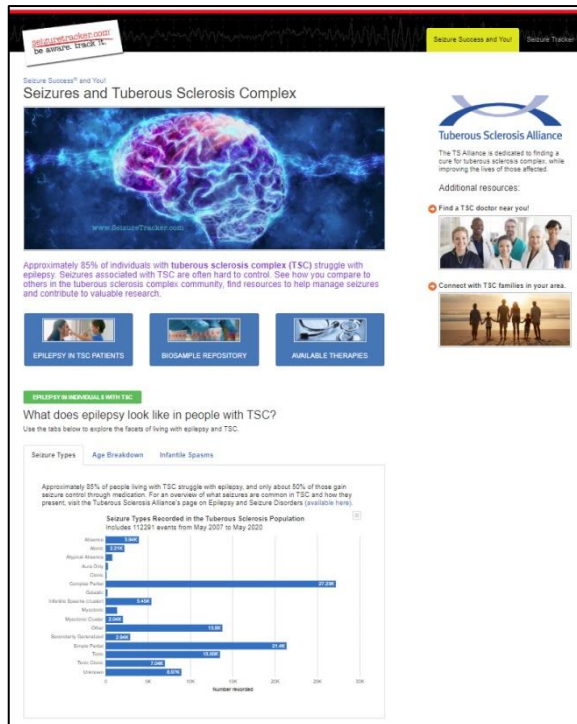 seizuretracker.com
be aware. track it.
Seizure Success and You!
Seizure Tracker
Seizure Success® and You!
Seizures and Tuberous Sclerosis Complex
www.SeizureTracker.com
Approximately 85% of individuals with tuberous sclerosis complex (TSC) struggle with
epilepsy. Seizures associated with TSC are often hard to control. See how you compare to
others in the tuberous sclerosis complex community, find resources to help manage seizures
and contribute to valuable research.
EPILEPSY IN TSC PATIENTS
BIOSAMPLE REPOSITORY
AVAILABLE THERAPIES
Tuberous Sclerosis Alliance
The TS Alliance is dedicated to finding a
cure for tuberous sclerosis complex, while
improving the lives of those affected.
Additional resources:
Find a TSC doctor near you!
Connect with TSC families in your area.
EPILEPSY IN INDIVIDUALS WITH TSC
What does epilepsy look like in people with TSC?
Use the tabs below to explore the facets of living with epilepsy and TSC.
Seizure Types
Age Breakdown
Infantile Spasms
Approximately 85% of people living with TSC struggle with epilepsy, and only about 50% of those gain
seizure control through medication. For an overview of what seizures are common in TSC and how they
present, visit the Tuberous Sclerosis Alliance's page on Epilepsy and Seizure Disorders (available here).
Seizure Types Recorded in the Tuberous Sclerosis Population
Includes 112291 events from May 2007 to May 2020
Absence 3.94K
Atonic
Atypical Absence
Aura Only
Clonic
Complex Partial
Gelastic
Infantile Spasms (cluster) 5.45K
Myoclonic
Myoclonic Cluster
Other
Secondarily Generalized
Simple Partial 21.4K
Tonic
Tonic Clonic
Unknown
0 5K 10K 15K 20K 25K 30K
Number recorded